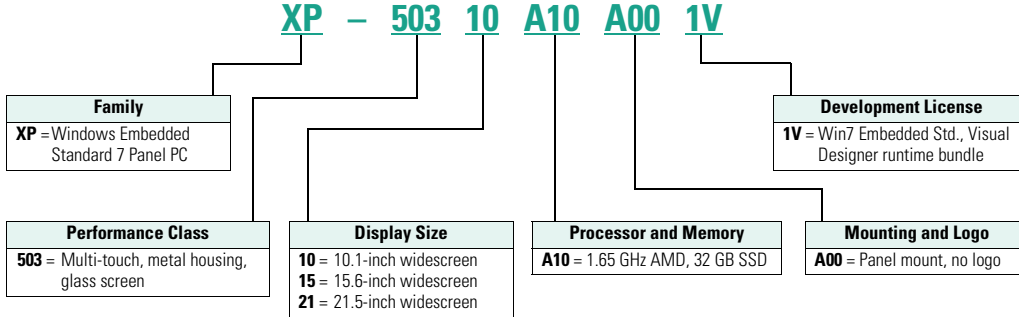 XP – 503 10 A10 A00 1V
Family
XP = Windows Embedded
Standard 7 Panel PC
Development License
1V = Win7 Embedded Std., Visual
Designer runtime bundle
Performance Class
503 = Multi-touch, metal housing,
glass screen
Display Size
10 = 10.1-inch widescreen
15 = 15.6-inch widescreen
21 = 21.5-inch widescreen
Processor and Memory
A10 = 1.65 GHz AMD, 32 GB SSD
Mounting and Logo
A00 = Panel mount, no logo